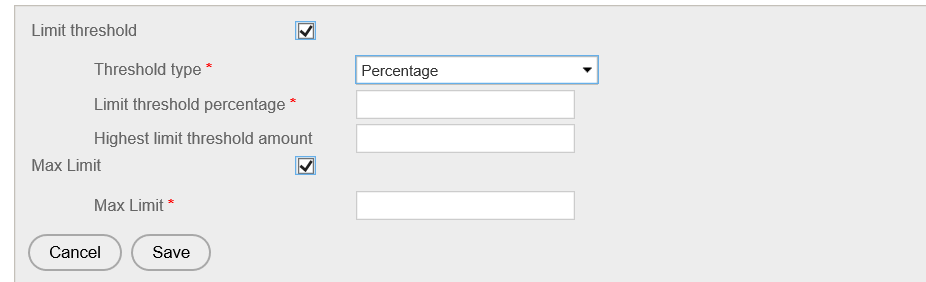 Limit threshold
Threshold type *
Percentage
Limit threshold percentage *
Highest limit threshold amount
Max Limit
Max Limit *
Cancel Save